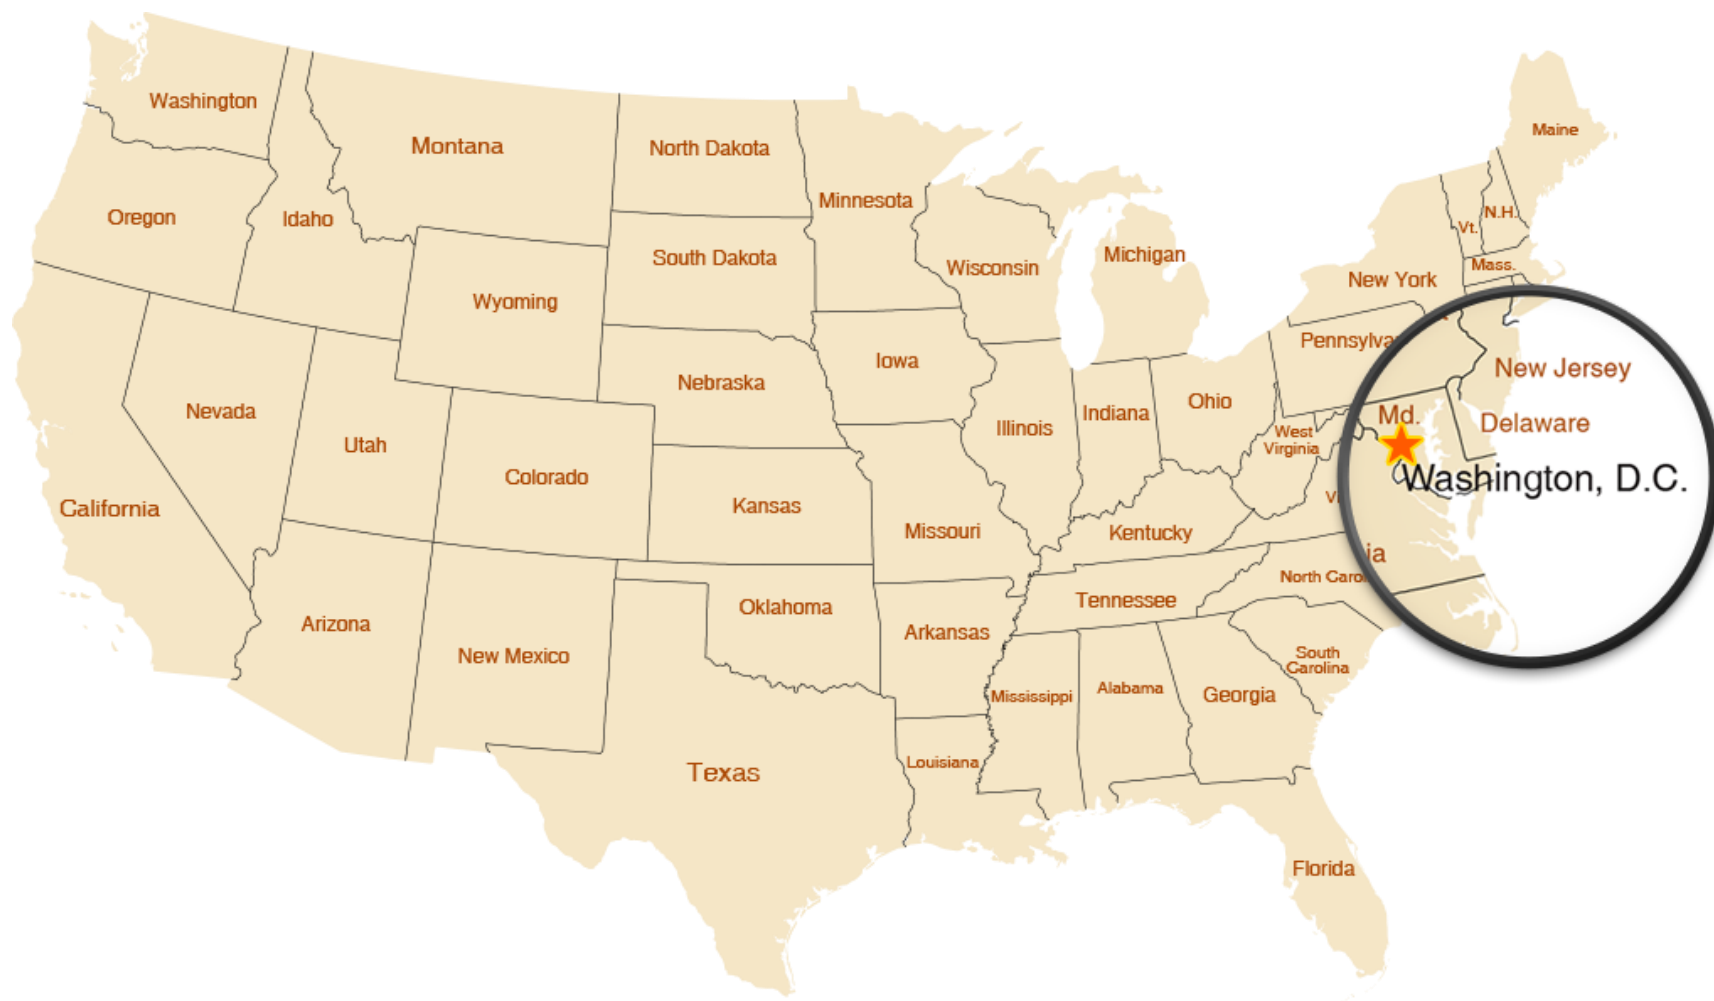 Washington
Montana
North Dakota
Minnesota
Maine
Oregon
Idaho
Wyoming
South Dakota
Wisconsin
Michigan
New York
Vt.
N.H.
Mass.
Pennsylva
New Jersey
Nevada
Utah
Colorado
Nebraska
Iowa
Illinois
Indiana
Ohio
West
Virginia
Md.
Delaware
Washington, D.C.
California
Kansas
Missouri
Kentucky
V
ia
Arizona
New Mexico
Oklahoma
Arkansas
Tennessee
North Caro
South
Carolina
Texas
Louisiana
Mississippi
Alabama
Georgia
Florida